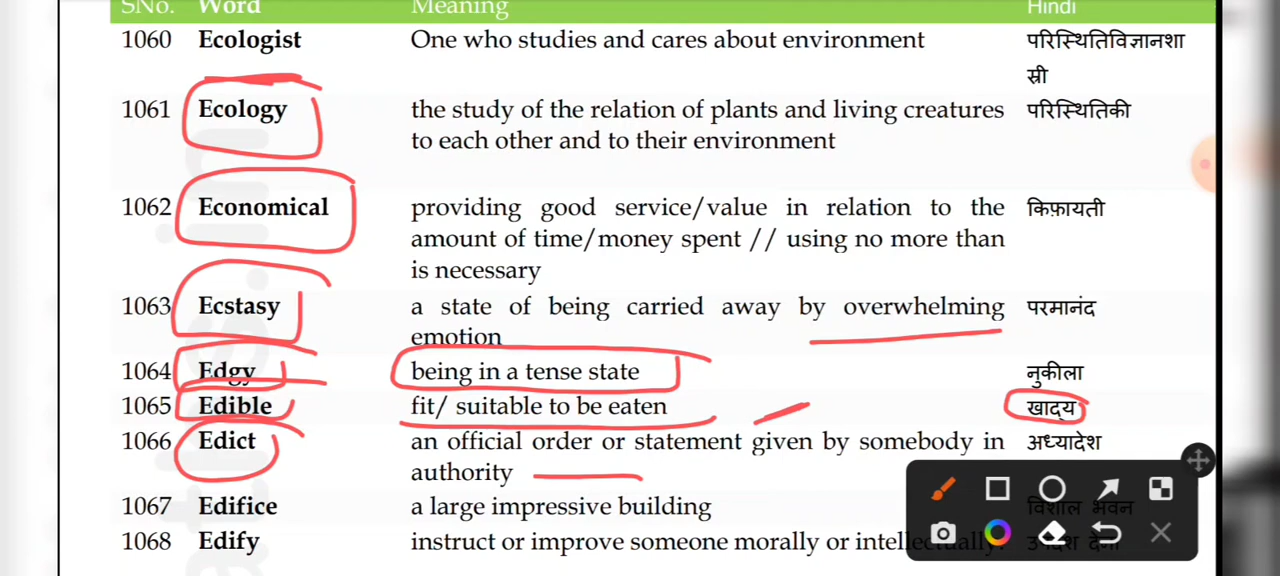 SNo. Word Meaning Hindi
1060 Ecologist One who studies and cares about environment परिस्थितिविज्ञानशा
स्री
1061 Ecology the study of the relation of plants and living creatures परिस्थितिकी
to each other and to their environment
1062 Economical providing good service/value in relation to the किफ़ायती
amount of time/money spent // using no more than
is necessary
1063 Ecstasy a state of being carried away by overwhelming परमानंद
emotion
1064 Edgy being in a tense state नुकीला
1065 Edible fit/ suitable to be eaten खाद्य
1066 Edict an official order or statement given by somebody in अध्यादेश
authority
1067 Edifice a large impressive building विशाल भवन
1068 Edify instruct or improve someone morally or intellectually. उपदेश देना